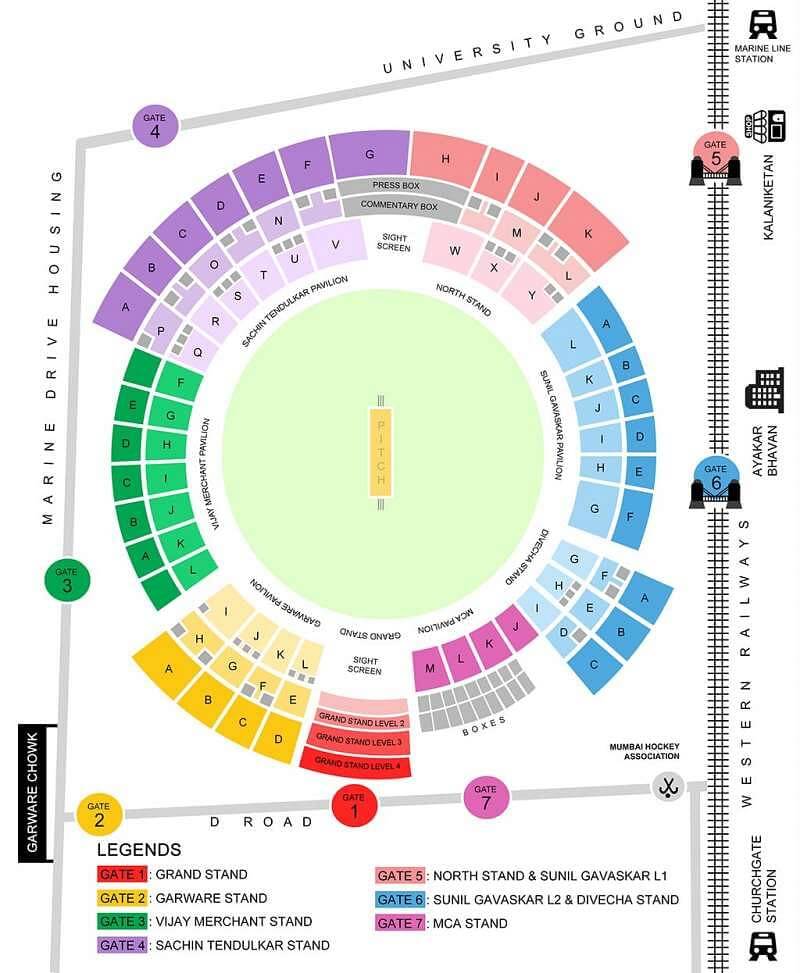 MARINE LINE
STATION
UNIVERSITY GROUND
GATE
4
SHOP
GATE
5
KALANIKETAN
MARINE DRIVE HOUSING
A
B
C
D
E
F
G
H
I
J
K
PRESS BOX
COMMENTARY BOX
SIGHT
SCREEN
P
O
N
M
L
Q
R
S
T
U
V
W
X
Y
SACHIN TENDULKAR PAVILION
NORTH STAND
E
D
C
B
A
F
G
H
I
J
K
L
VIJAY MERCHANT PAVILION
PITCH
SUNIL GAVASKAR PAVILION
L
K
J
I
H
G
A
B
C
D
E
F
AYAKAR
BHAVAN
GATE
6
GATE
3
DIVECHA STAND
G
F
H
E
I
D
A
B
C
WESTERN RAILWAYS
GARWARE PAVILION
GRAND STAND
MCA PAVILION
I
J
K
L
H
G
F
E
A
B
C
D
SIGHT
SCREEN
M
L
K
J
BOXES
GRAND STAND LEVEL 2
GRAND STAND LEVEL 3
GRAND STAND LEVEL 4
MUMBAI HOCKEY
ASSOCIATION
GARWARE CHOWK
GATE
2
D ROAD
GATE
1
GATE
7
CHURCHGATE
STATION
LEGENDS
GATE 1 : GRAND STAND
GATE 2 : GARWARE STAND
GATE 3 : VIJAY MERCHANT STAND
GATE 4 : SACHIN TENDULKAR STAND
GATE 5 : NORTH STAND & SUNIL GAVASKAR L1
GATE 6 : SUNIL GAVASKAR L2 & DIVECHA STAND
GATE 7 : MCA STAND